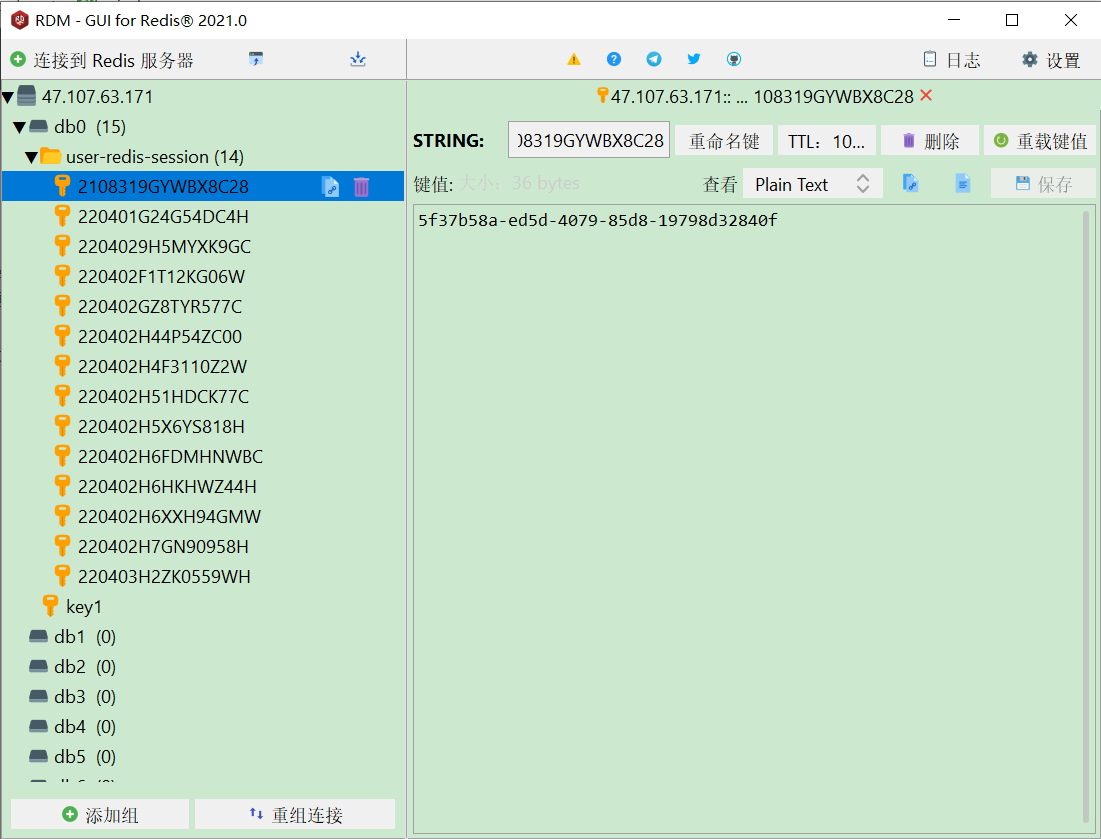 RDM - GUI for Redis® 2021.0
连接到 Redis 服务器
日志
设置
47.107.63.171
db0 (15)
user-redis-session (14)
2108319GYWBX8C28
220401G24G54DC4H
2204029H5MYXK9GC
220402F1T12KG06W
220402GZ8TYR577C
220402H44P54ZC00
220402H4F3110Z2W
220402H51HDCK77C
220402H5X6YS818H
220402H6FDMHNWBC
220402H6HKHWZ44H
220402H6XXH94GMW
220402H7GN90958H
220403H2ZK0559WH
key1
db1 (0)
db2 (0)
db3 (0)
db4 (0)
db5 (0)
添加组
重组连接
47.107.63.171:: ... 108319GYWBX8C28
STRING:
08319GYWBX8C28
重命名键
TTL: 10...
删除
重载键值
键值:
大小: 36 bytes
查看
Plain Text
保存
5f37b58a-ed5d-4079-85d8-19798d32840f